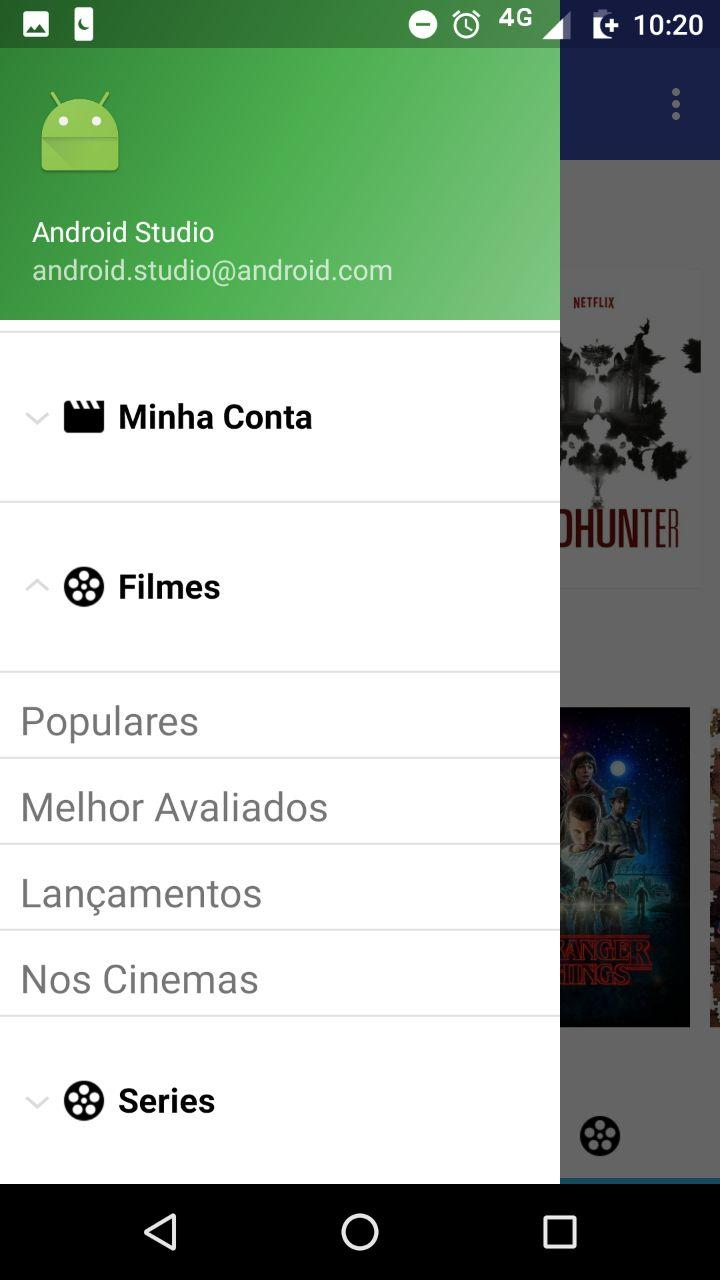 4G 10:20
Android Studio
android.studio@android.com
NETFLIX
Minha Conta
DHUNTER
Filmes
Populares
Melhor Avaliados
Lançamentos
RANGER
HINGS
Nos Cinemas
Series